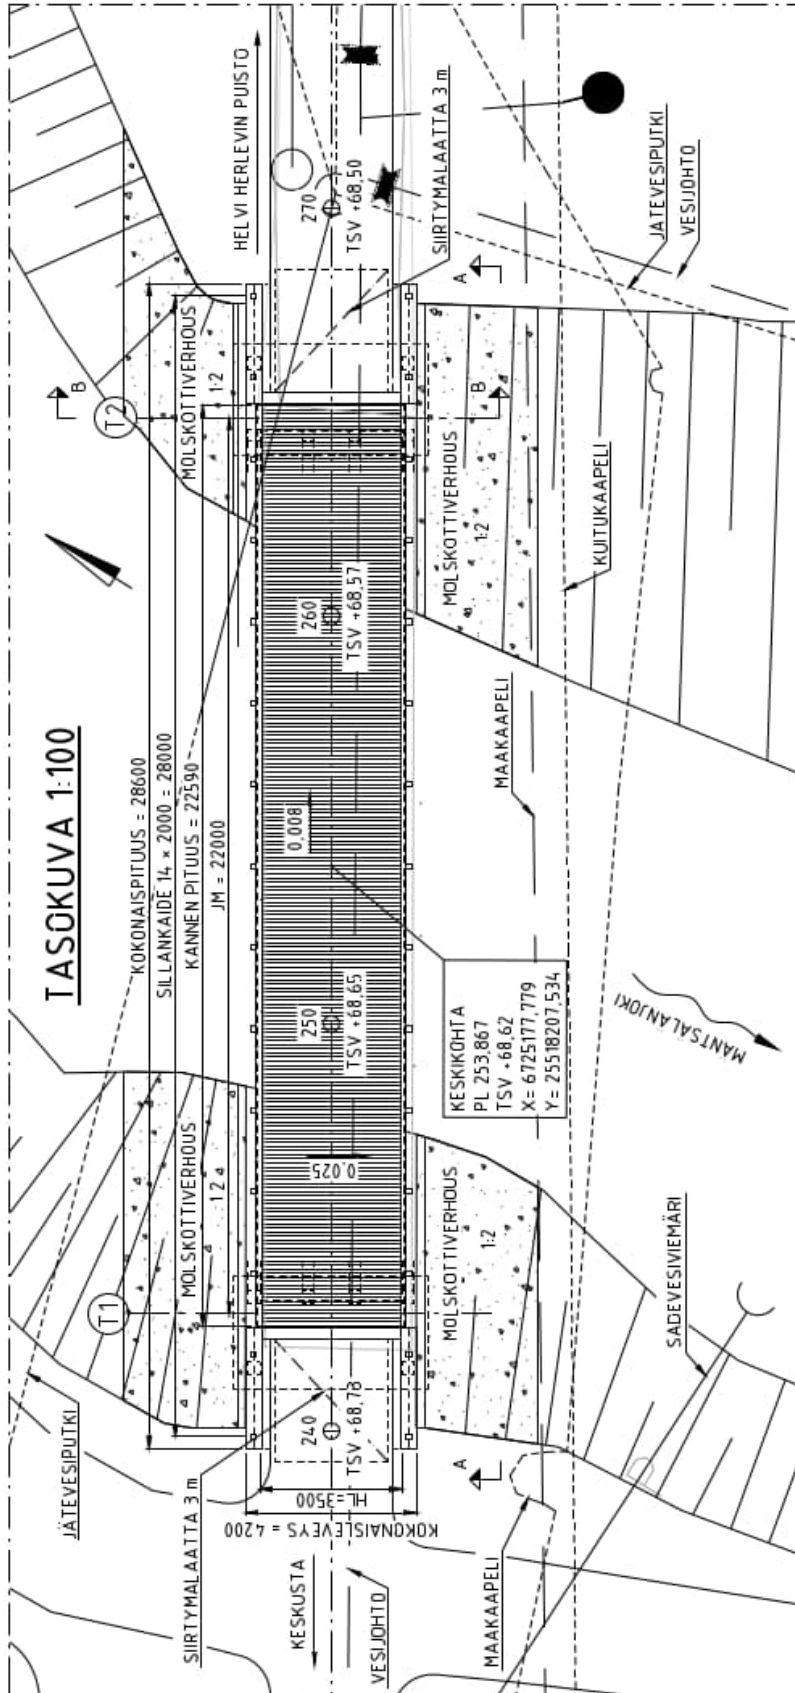 TASOKUVA 1:100
KOKONAISPITUUS = 28600
SILLANKAIDE 14 x 2000 = 28000
KANNEN PITUUS = 22590
JM = 22000
T1
T2
B
B
A
A
HELVI HERLEVIN PUISTO
SIIRTYMÄLAATTA 3 m
270
TSV +68,50
JÄTEVESIPUTKI
VESIJOHTO
MOLSKOTTIVERHOUS
1:2
MOLSKOTTIVERHOUS
1:2
KUITUKAAPELI
260
TSV +68,57
MAAKAAPELI
0,008
250
TSV +68,65
KESKIKOHTA
PL 253,867
TSV +68,62
X= 6725177,779
Y= 25518207,534
MÄNTSÄLÄNJOKI
0,025
MOLSKOTTIVERHOUS
1:2
MOLSKOTTIVERHOUS
1:2
SADEVESIVIEMÄRI
240
TSV +68,73
HL=3500
KOKONAISLEVEYS = 4200
JÄTEVESIPUTKI
SIIRTYMÄLAATTA 3 m
KESKUSTA
VESIJOHTO
MAAKAAPELI